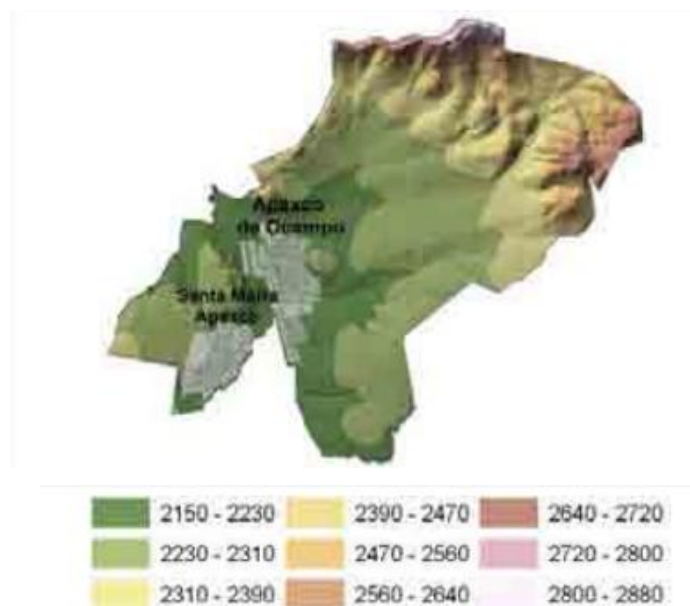 Apaxco
de Ocampo
Santa María
Apaxco
2150 - 2230
2390 - 2470
2640 - 2720
2230 - 2310
2470 - 2560
2720 - 2800
2310 - 2390
2560 - 2640
2800 - 2880